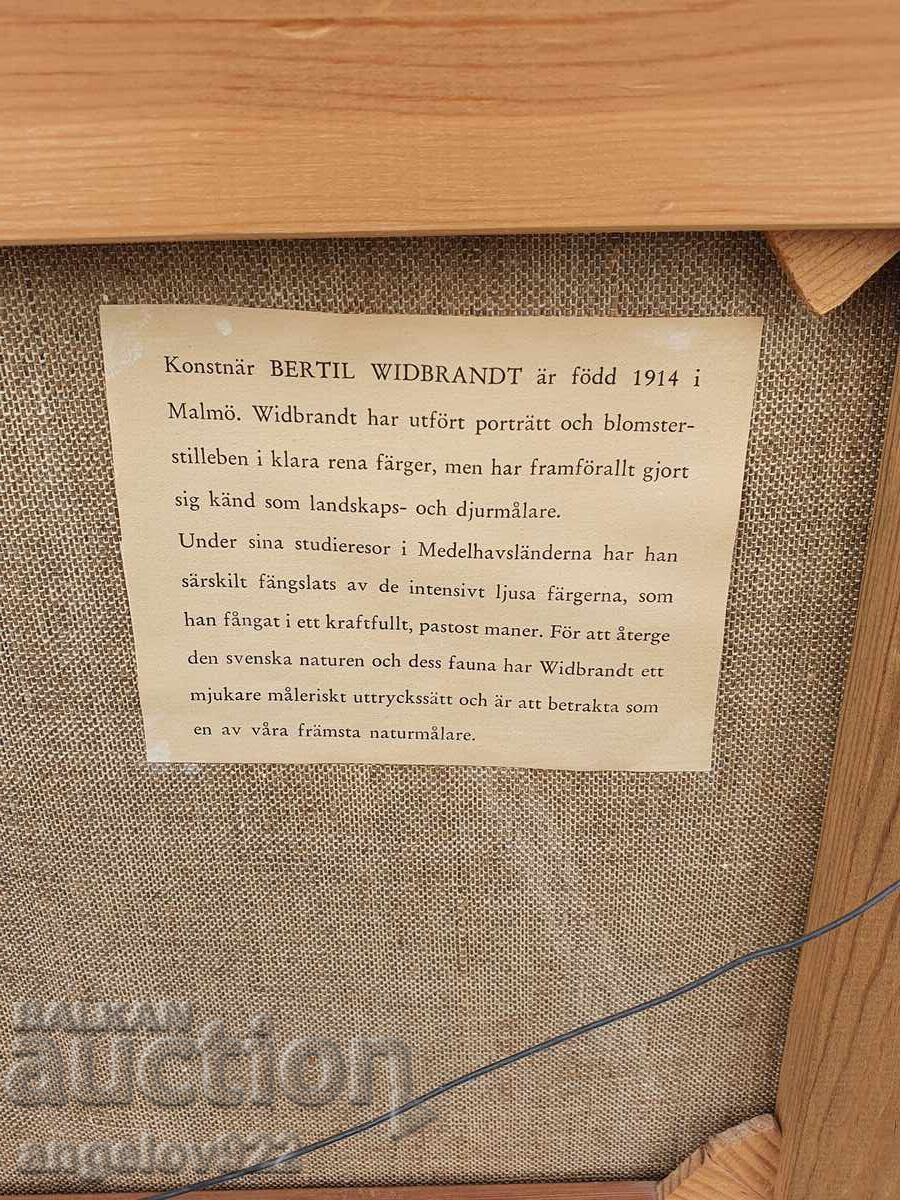 Konstnär BERTIL WIDBRANDT är född 1914 i
Malmö. Widbrandt har utfört porträtt och blomster-
stilleben i klara rena färger, men har framförallt gjort
sig känd som landskaps- och djurmålare.
Under sina studieresor i Medelhavsländerna har han
särskilt fängslats av de intensivt ljusa färgerna, som
han fångat i ett kraftfullt, pastost maner. För att återge
den svenska naturen och dess fauna har Widbrandt ett
mjukare måleriskt uttryckssätt och är att betrakta som
en av våra främsta naturmålare.
BALKAN
auction
angelov922